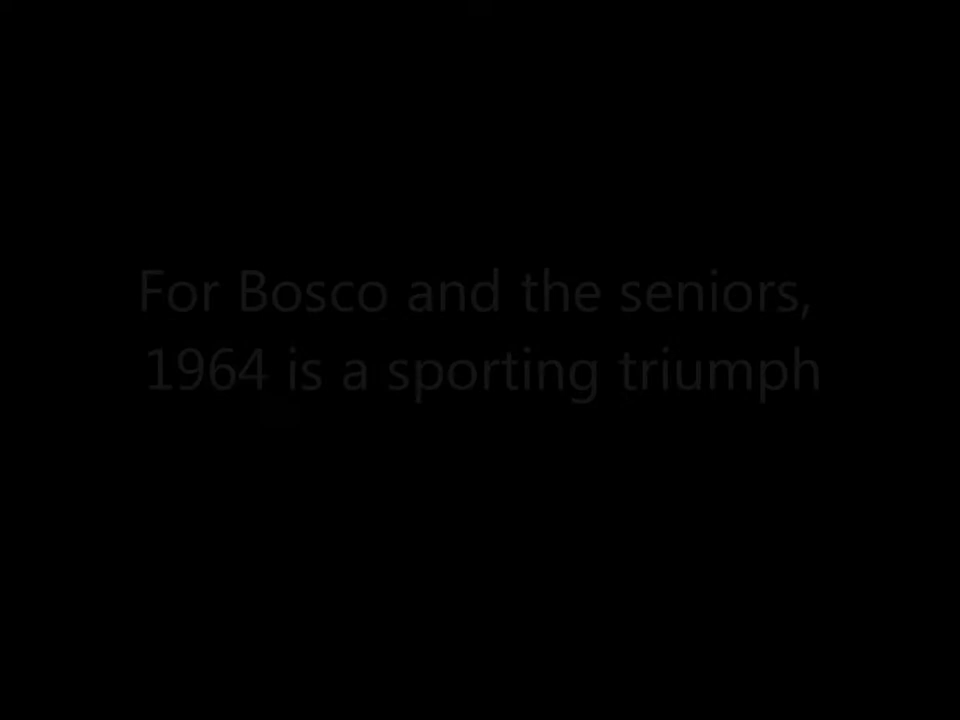 For Bosco and the seniors,
1964 is a sporting triumph